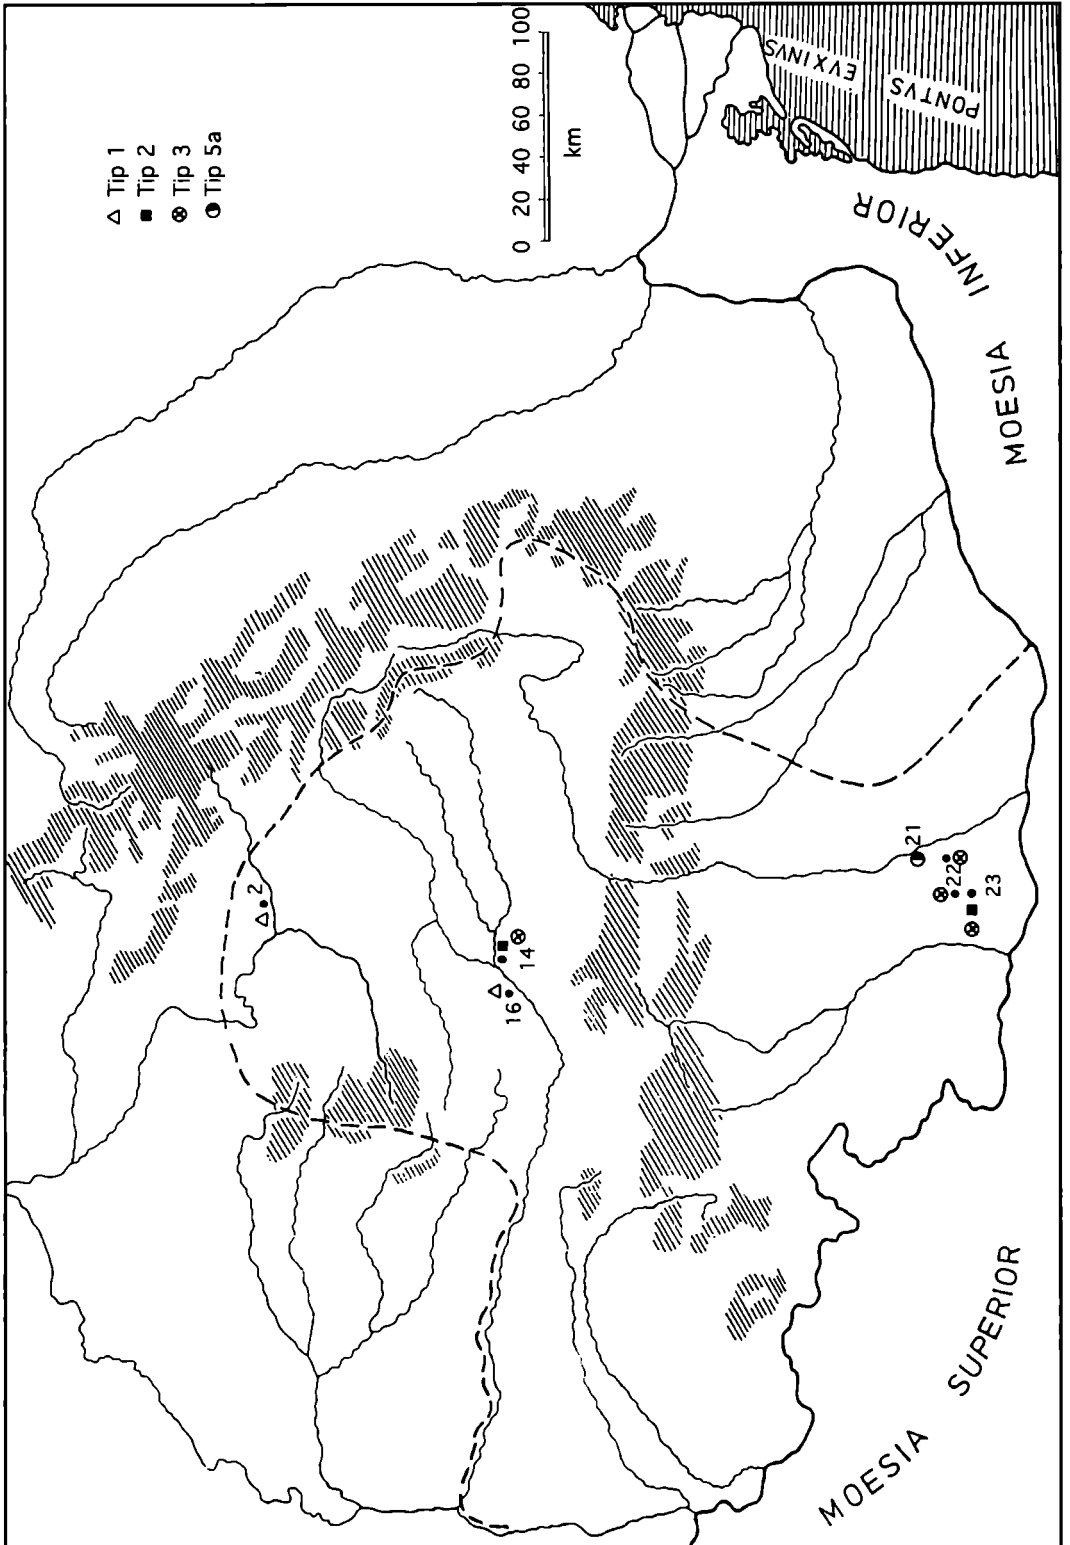 Tip 1
Tip 2
Tip 3
Tip 5a
0 20 40 60 80 100
km
PONTVS
EVXINVS
INFERIOR
MOESIA
2
14
16
21
22
23
MOESIA SUPERIOR